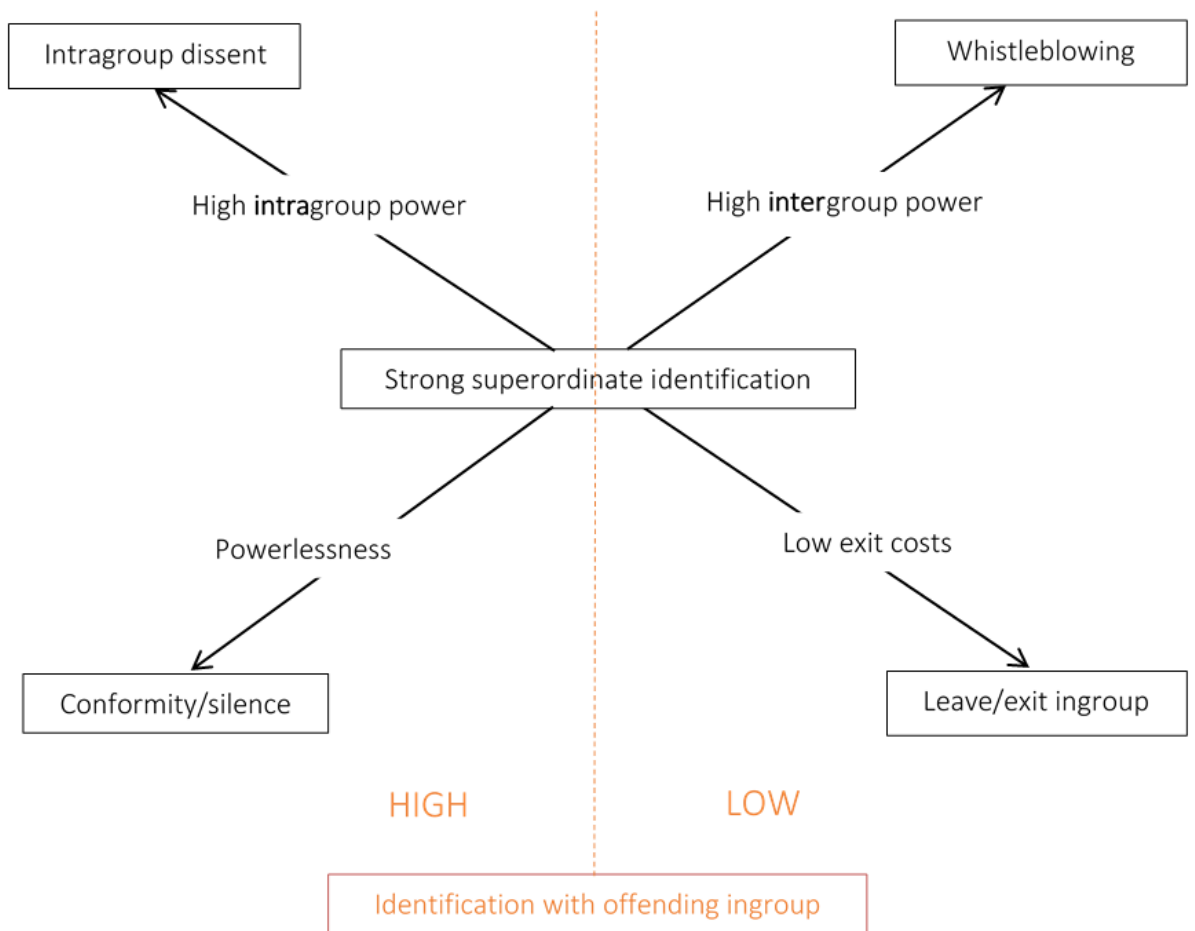 Intragroup dissent
Whistleblowing
High intragroup power
High intergroup power
Strong superordinate identification
Powerlessness
Low exit costs
Conformity/silence
Leave/exit ingroup
HIGH
LOW
Identification with offending ingroup